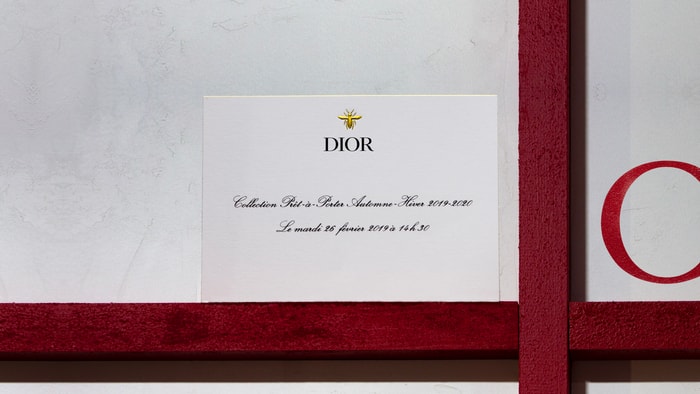 DIOR
Collection Prêt-à-Porter Automne-Hiver 2019-2020
Le mardi 26 février 2019 à 14h30
O